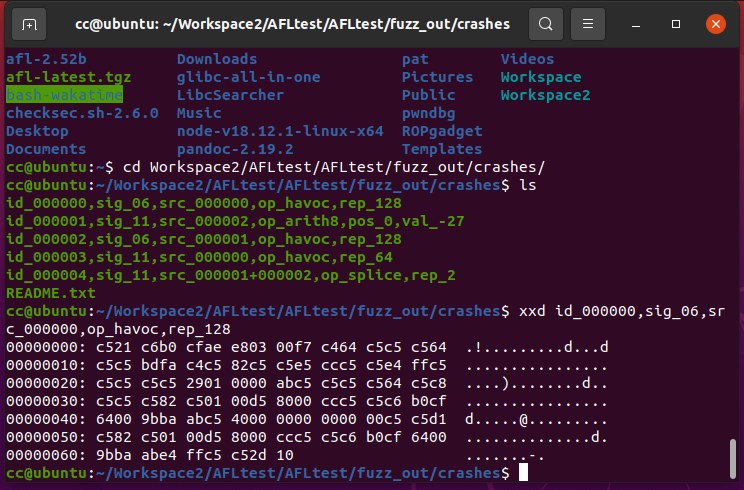 cc@ubuntu: ~/Workspace2/AFLtest/AFLtest/fuzz_out/crashes
afl-2.52b Downloads pat Videos
afl-latest.tgz glibc-all-in-one Pictures Workspace
bash-wakatime LibcSearcher Public Workspace2
checksec.sh-2.6.0 Music pwndbg
Desktop node-v18.12.1-linux-x64 ROPgadget
Documents pandoc-2.19.2 Templates
cc@ubuntu:~$ cd Workspace2/AFLtest/AFLtest/fuzz_out/crashes/
cc@ubuntu:~/Workspace2/AFLtest/AFLtest/fuzz_out/crashes$ ls
id_000000,sig_06,src_000000,op_havoc,rep_128
id_000001,sig_11,src_000002,op_arith8,pos_0,val_-27
id_000002,sig_06,src_000001,op_havoc,rep_128
id_000003,sig_11,src_000000,op_havoc,rep_64
id_000004,sig_11,src_000001+000002,op_splice,rep_2
README.txt
cc@ubuntu:~/Workspace2/AFLtest/AFLtest/fuzz_out/crashes$ xxd id_000000,sig_06,sr
c_000000,op_havoc,rep_128
00000000: c521 c6b0 cfae e803 00f7 c464 c5c5 c564 .!.........d...d
00000010: c5c5 bdfa c4c5 82c5 c5e5 ccc5 c5e4 ffc5 ................
00000020: c5c5 c5c5 2901 0000 abc5 c5c5 c564 c5c8 ....)........d..
00000030: c5c5 c582 c501 00d5 8000 ccc5 c5c6 b0cf ................
00000040: 6400 9bba abc5 4000 0000 0000 00c5 c5d1 d.....@.........
00000050: c582 c501 00d5 8000 ccc5 c5c6 b0cf 6400 ..............d.
00000060: 9bba abe4 ffc5 c52d 10 .......-.
cc@ubuntu:~/Workspace2/AFLtest/AFLtest/fuzz_out/crashes$